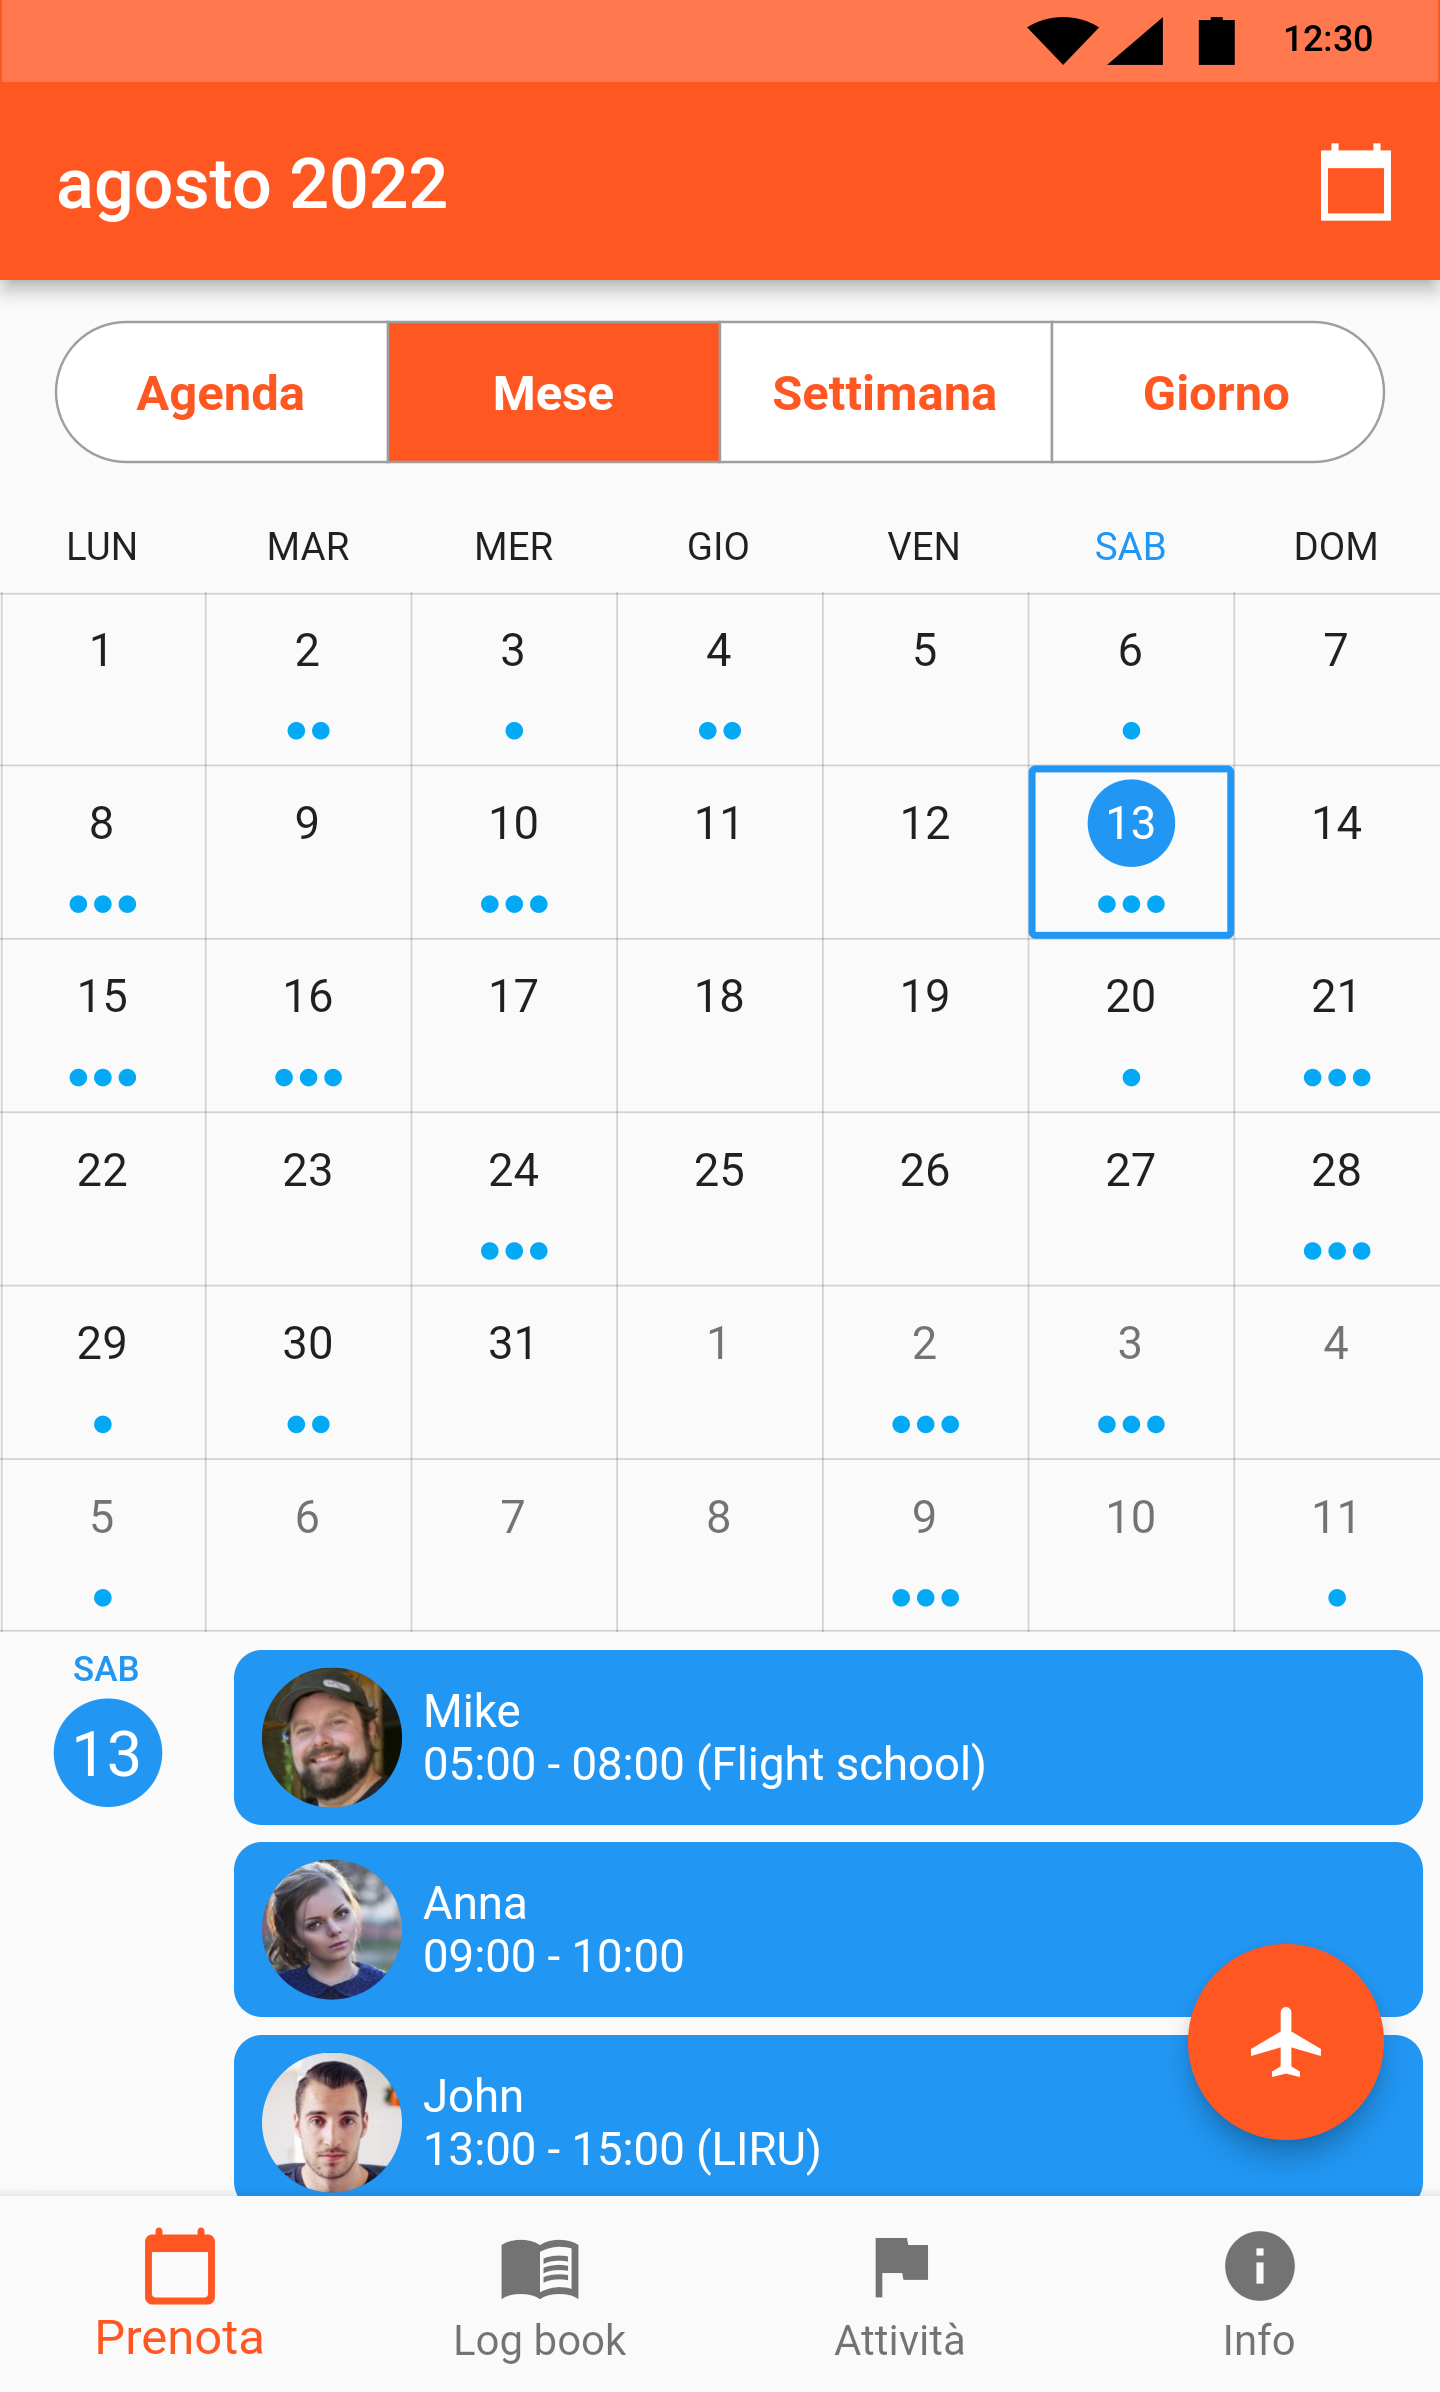 12:30
agosto 2022
Agenda Mese Settimana Giorno
LUN MAR MER GIO VEN SAB DOM
1 2 3 4 5 6 7
8 9 10 11 12 13 14
15 16 17 18 19 20 21
22 23 24 25 26 27 28
29 30 31 1 2 3 4
5 6 7 8 9 10 11
SAB
13
Mike
05:00 - 08:00 (Flight school)
Anna
09:00 - 10:00
John
13:00 - 15:00 (LIRU)
Prenota Log book Attività Info